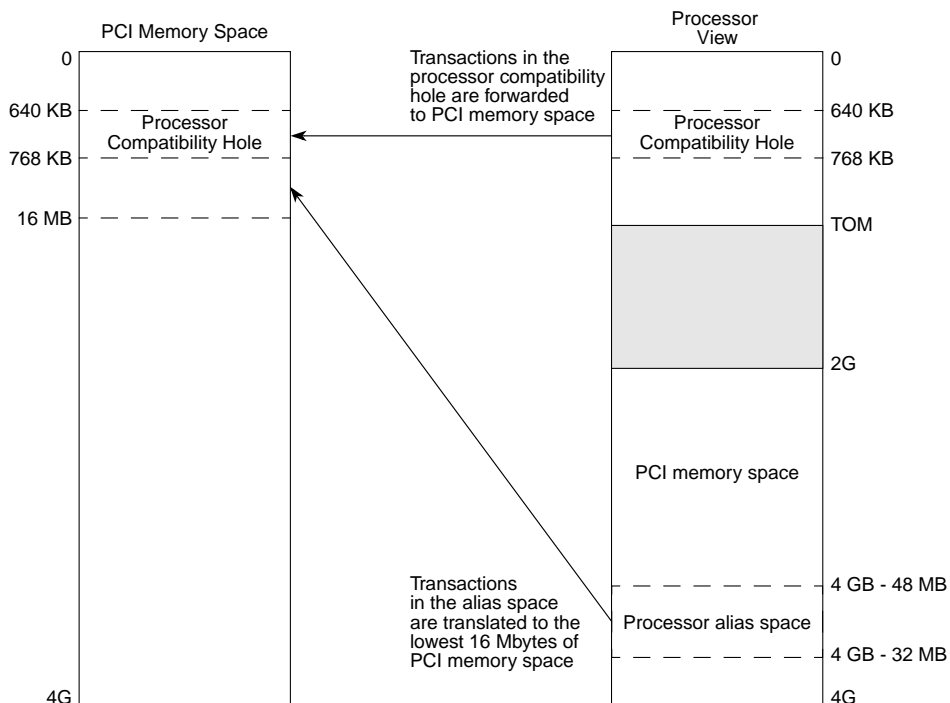 PCI Memory Space
Processor
View
0
640 KB
Processor
Compatibility Hole
768 KB
16 MB
4G
Transactions in the
processor compatibility
hole are forwarded
to PCI memory space
Transactions
in the alias space
are translated to the
lowest 16 Mbytes of
PCI memory space
0
640 KB
Processor
Compatibility Hole
768 KB
TOM
2G
PCI memory space
4 GB - 48 MB
Processor alias space
4 GB - 32 MB
4G